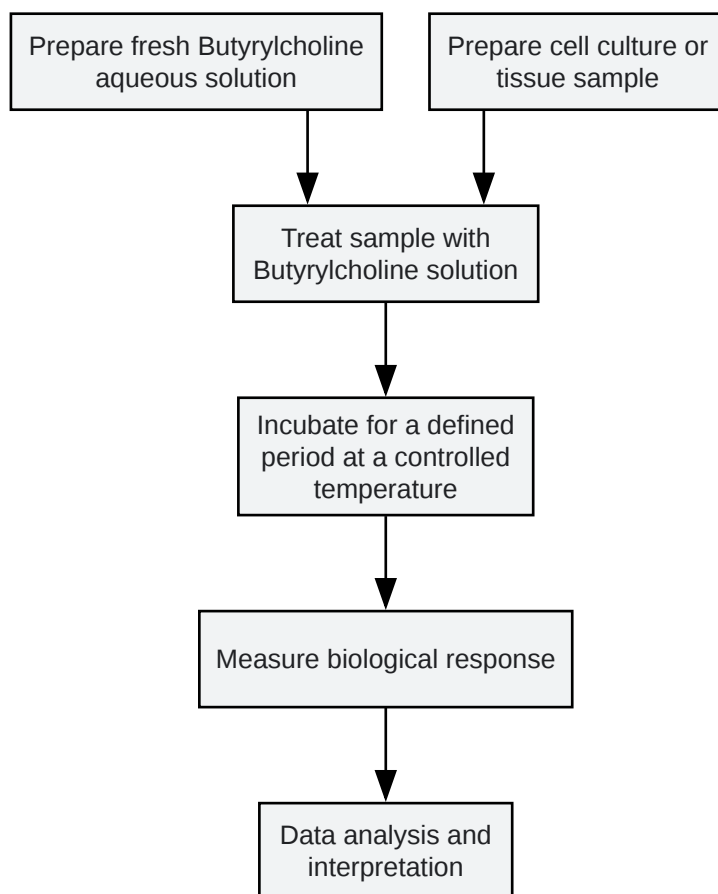 Prepare fresh Butyrylcholine
aqueous solution
Prepare cell culture or
tissue sample
Treat sample with
Butyrylcholine solution
Incubate for a defined
period at a controlled
temperature
Measure biological response
Data analysis and
interpretation